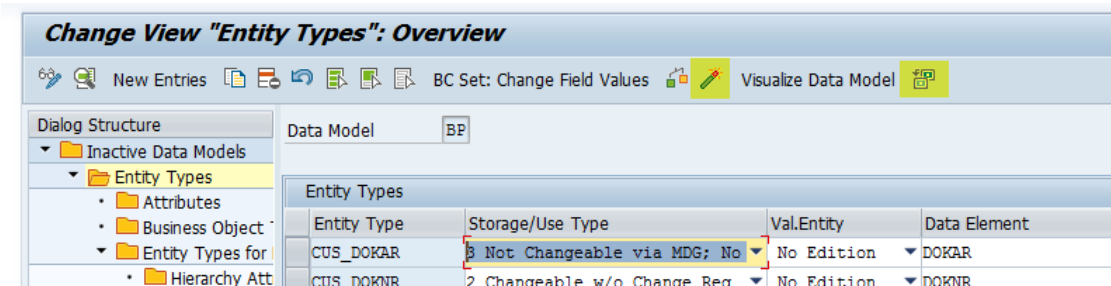 Change View "Entity Types": Overview
New Entries BC Set: Change Field Values Visualize Data Model
Dialog Structure
Inactive Data Models
Entity Types
Attributes
Business Object
Entity Types for
Hierarchy Att
Data Model BP
Entity Types
Entity Type Storage/Use Type Val.Entity Data Element
CUS_DOKAR 3 Not Changeable via MDG; No No Edition DOKAR
CUS_DOKNR 2 Changeable w/o Change Req No Edition DOKNR